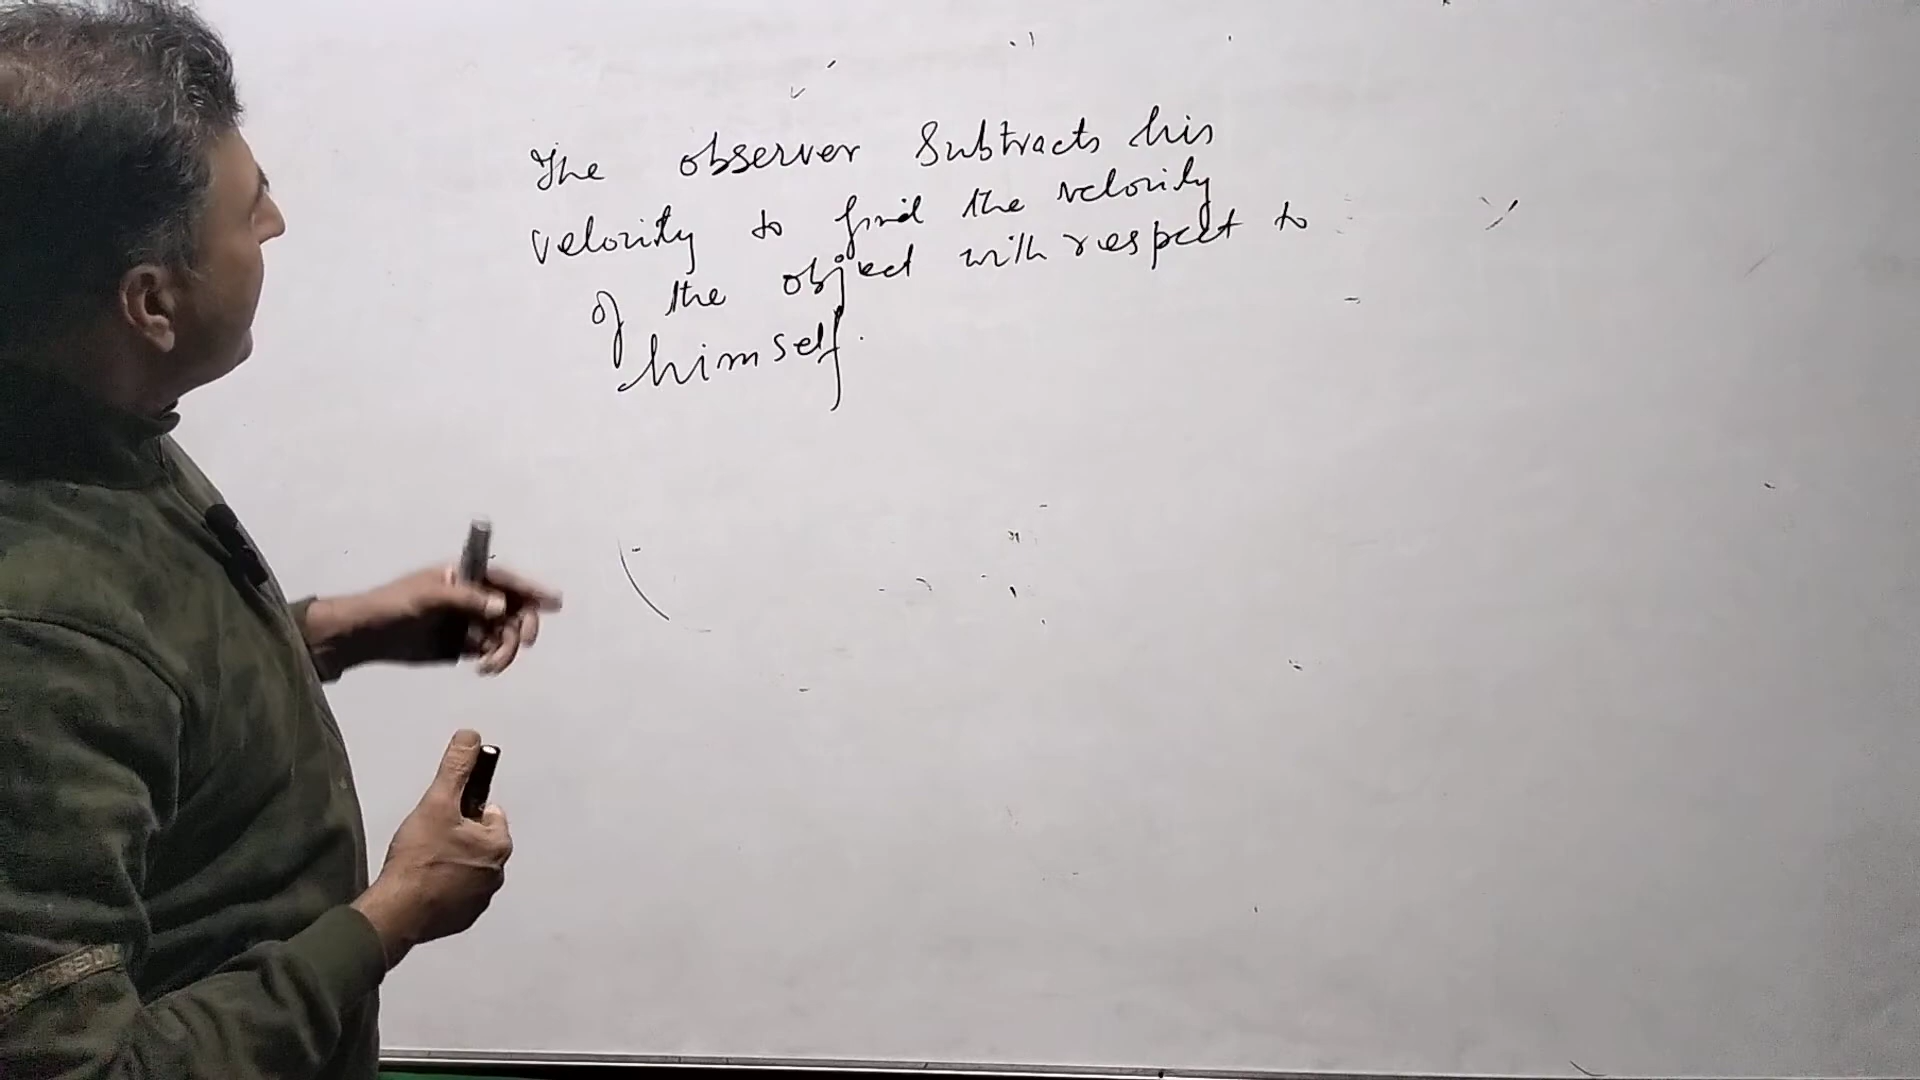 The observer Subtracts his
velocity to find the velocity
of the object with respect to
himself.